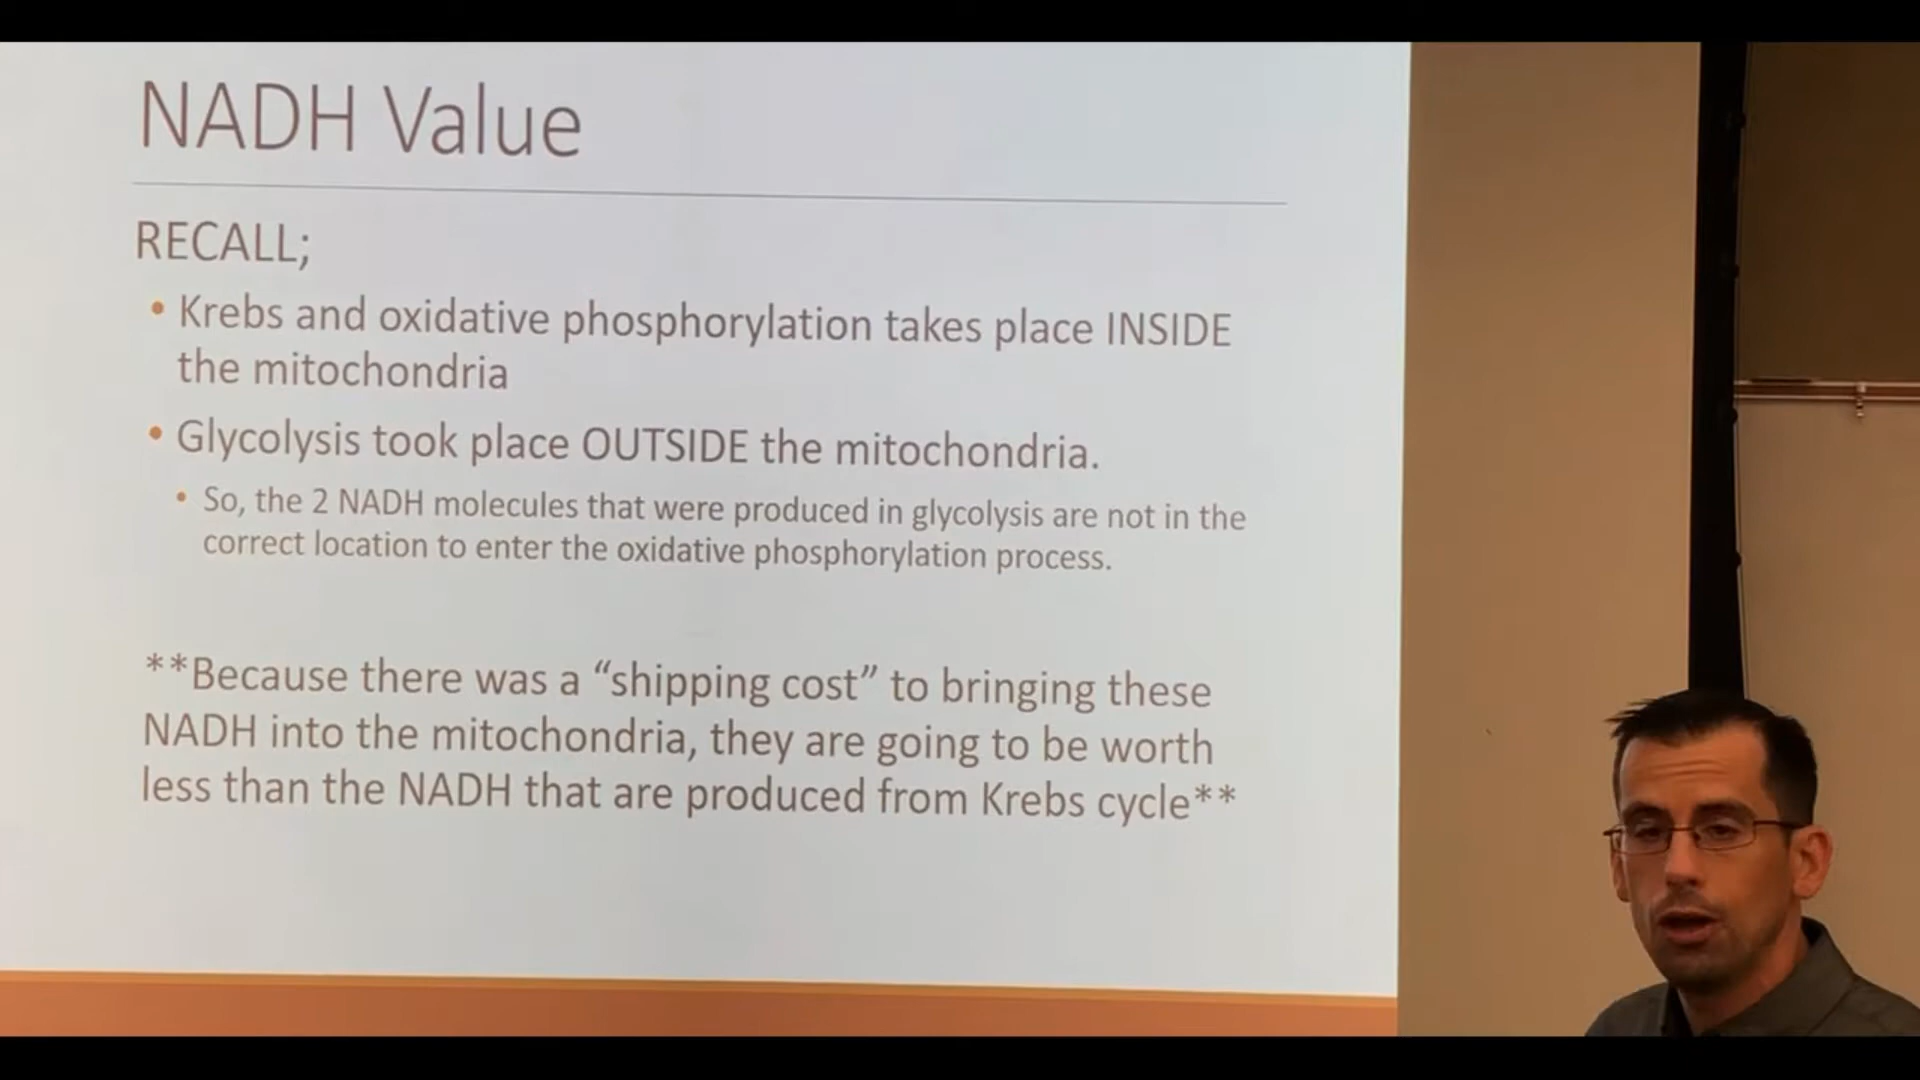 NADH Value
RECALL;
• Krebs and oxidative phosphorylation takes place INSIDE
the mitochondria
• Glycolysis took place OUTSIDE the mitochondria.
• So, the 2 NADH molecules that were produced in glycolysis are not in the
correct location to enter the oxidative phosphorylation process.
**Because there was a “shipping cost” to bringing these
NADH into the mitochondria, they are going to be worth
less than the NADH that are produced from Krebs cycle**